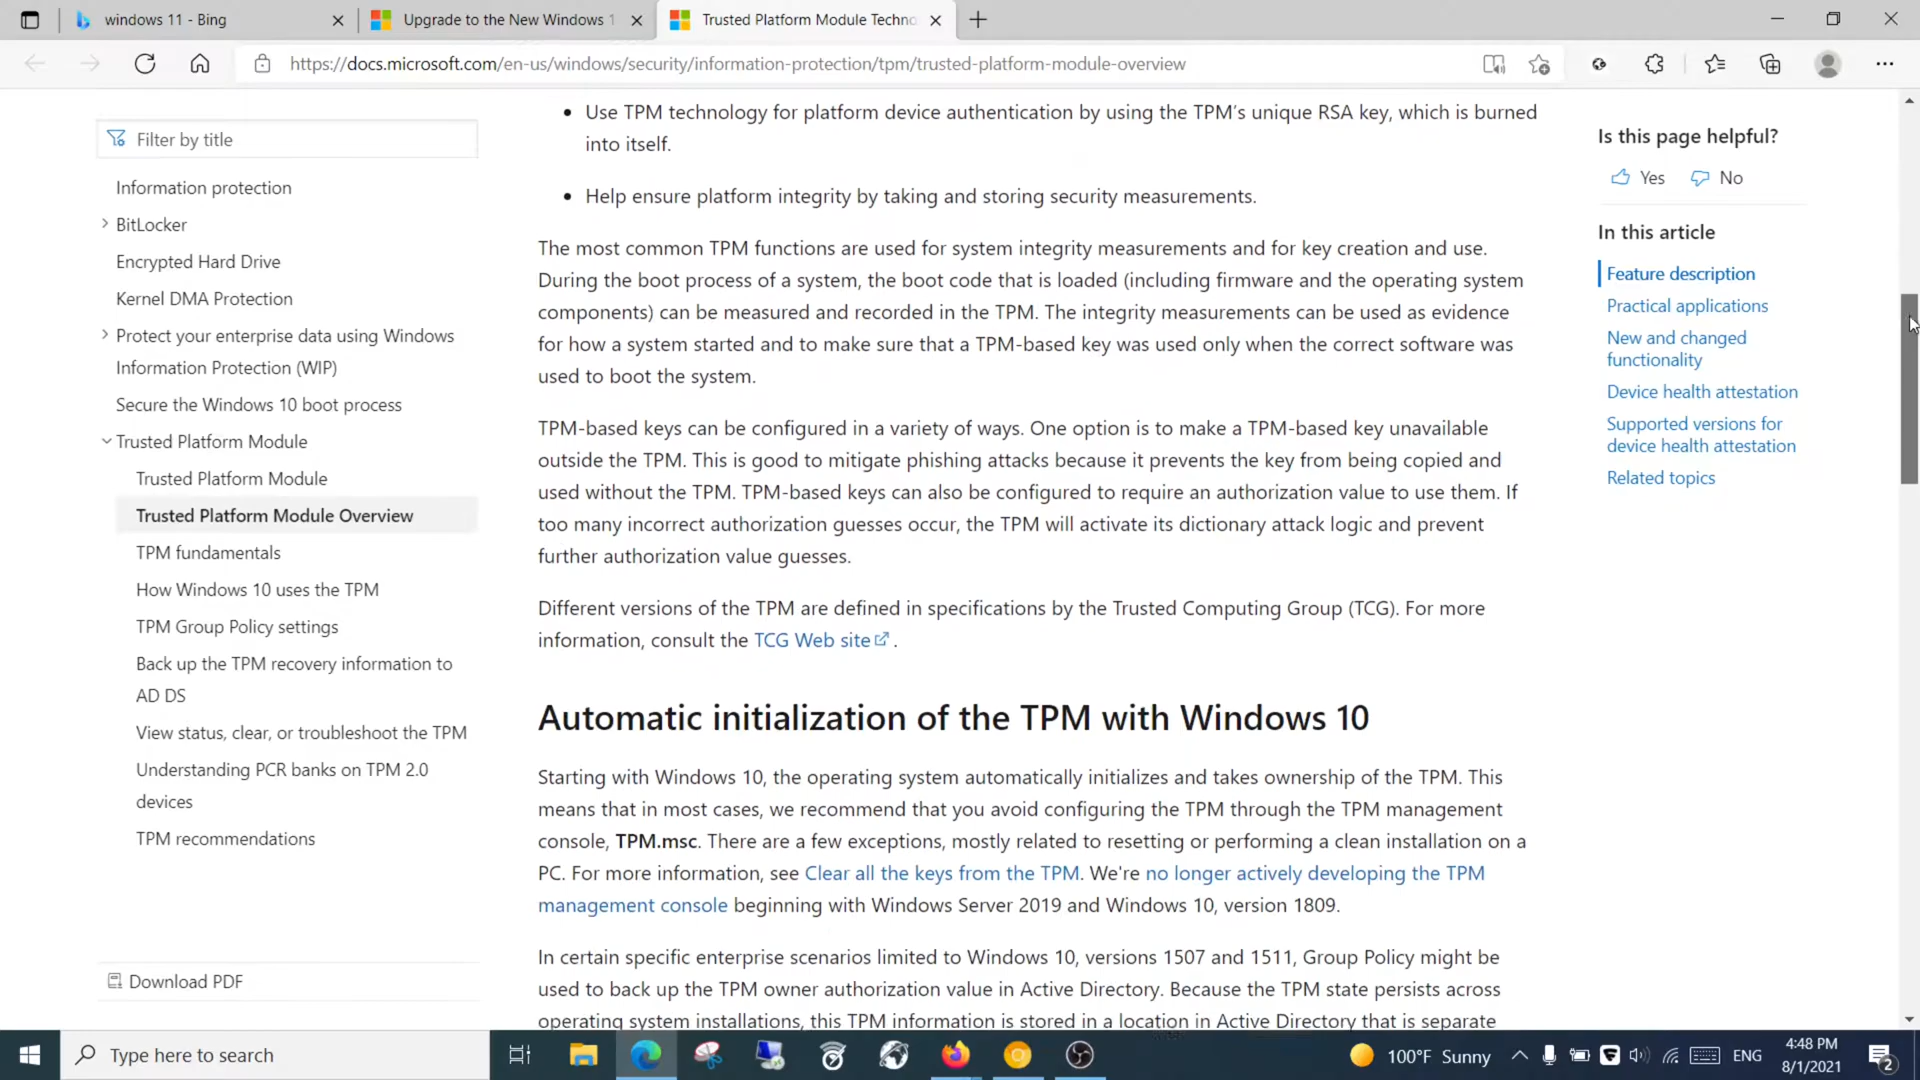 windows 11 - Bing
Upgrade to the New Windows 1
Trusted Platform Module Techno
https://docs.microsoft.com/en-us/windows/security/information-protection/tpm/trusted-platform-module-overview
Filter by title
Information protection
BitLocker
Encrypted Hard Drive
Kernel DMA Protection
Protect your enterprise data using Windows
Information Protection (WIP)
Secure the Windows 10 boot process
Trusted Platform Module
Trusted Platform Module
Trusted Platform Module Overview
TPM fundamentals
How Windows 10 uses the TPM
TPM Group Policy settings
Back up the TPM recovery information to
AD DS
View status, clear, or troubleshoot the TPM
Understanding PCR banks on TPM 2.0
devices
TPM recommendations
Download PDF
• Use TPM technology for platform device authentication by using the TPM’s unique RSA key, which is burned
into itself.
• Help ensure platform integrity by taking and storing security measurements.
The most common TPM functions are used for system integrity measurements and for key creation and use.
During the boot process of a system, the boot code that is loaded (including firmware and the operating system
components) can be measured and recorded in the TPM. The integrity measurements can be used as evidence
for how a system started and to make sure that a TPM-based key was used only when the correct software was
used to boot the system.
TPM-based keys can be configured in a variety of ways. One option is to make a TPM-based key unavailable
outside the TPM. This is good to mitigate phishing attacks because it prevents the key from being copied and
used without the TPM. TPM-based keys can also be configured to require an authorization value to use them. If
too many incorrect authorization guesses occur, the TPM will activate its dictionary attack logic and prevent
further authorization value guesses.
Different versions of the TPM are defined in specifications by the Trusted Computing Group (TCG). For more
information, consult the TCG Web site .
Automatic initialization of the TPM with Windows 10
Starting with Windows 10, the operating system automatically initializes and takes ownership of the TPM. This
means that in most cases, we recommend that you avoid configuring the TPM through the TPM management
console, TPM.msc. There are a few exceptions, mostly related to resetting or performing a clean installation on a
PC. For more information, see Clear all the keys from the TPM. We're no longer actively developing the TPM
management console beginning with Windows Server 2019 and Windows 10, version 1809.
In certain specific enterprise scenarios limited to Windows 10, versions 1507 and 1511, Group Policy might be
used to back up the TPM owner authorization value in Active Directory. Because the TPM state persists across
operating system installations, this TPM information is stored in a location in Active Directory that is separate
Is this page helpful?
Yes No
In this article
Feature description
Practical applications
New and changed
functionality
Device health attestation
Supported versions for
device health attestation
Related topics
Type here to search
100°F Sunny
ENG
4:48 PM
8/1/2021
2